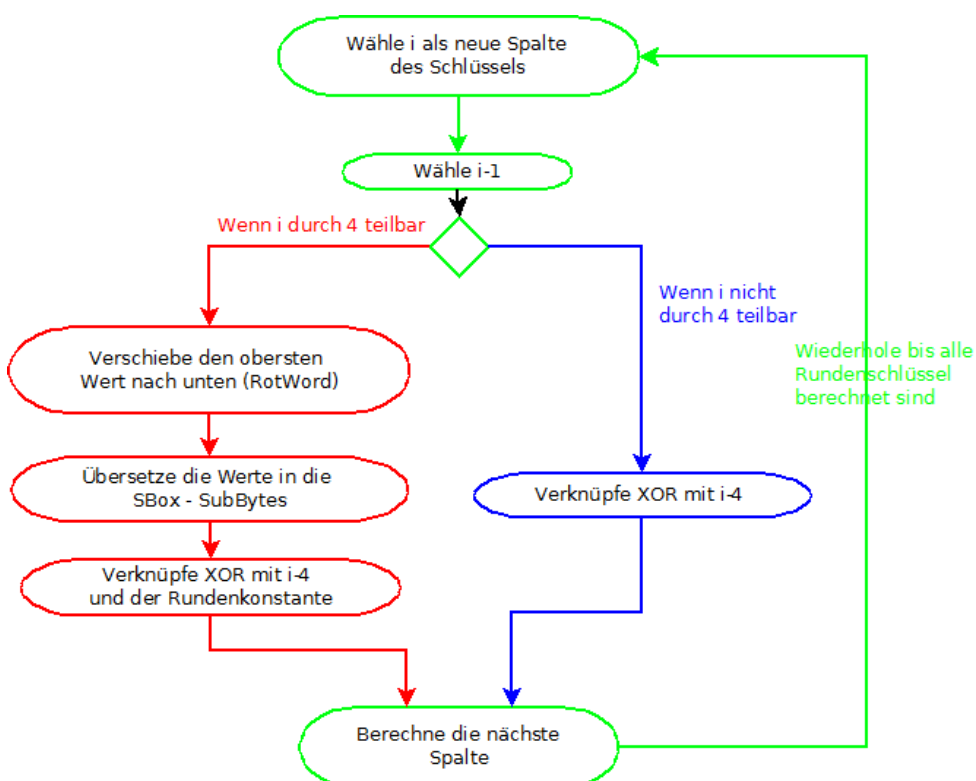 Wähle i als neue Spalte
des Schlüssels
Wähle i-1
Wenn i durch 4 teilbar
Wenn i nicht
durch 4 teilbar
Verschiebe den obersten
Wert nach unten (RotWord)
Wiederhole bis alle
Rundenschlüssel
berechnet sind
Übersetze die Werte in die
SBox - SubBytes
Verknüpfe XOR mit i-4
Verknüpfe XOR mit i-4
und der Rundenkonstante
Berechne die nächste
Spalte